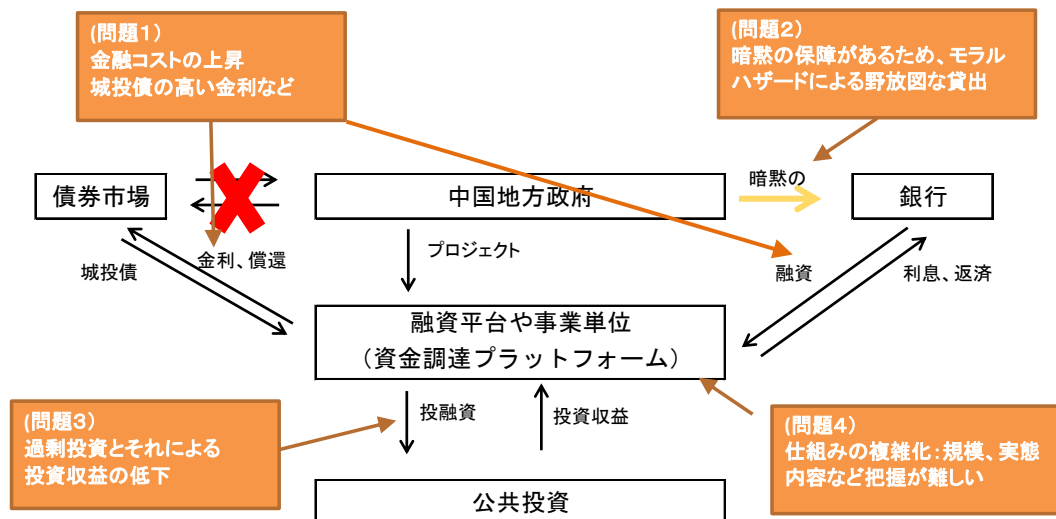 (問題1)
金融コストの上昇
城投債の高い金利など
(問題2)
暗黙の保障があるため、モラル
ハザードによる野放図な貸出
債券市場
中国地方政府
暗黙の
銀行
城投債
金利、償還
プロジェクト
融資
利息、返済
融資平台や事業単位
(資金調達プラットフォーム)
(問題3)
過剰投資とそれによる
投資収益の低下
投融資
投資収益
(問題4)
仕組みの複雑化:規模、実態
内容など把握が難しい
公共投資